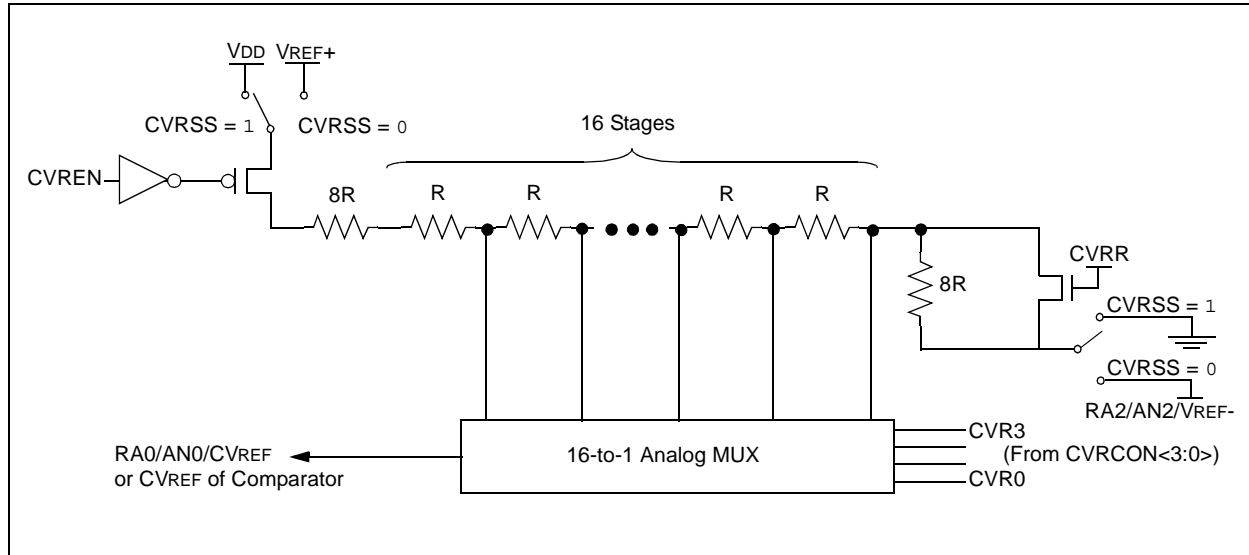 VDD VREF+
CVRSS = 1 CVRSS = 0
16 Stages
CVREN
8R R R R R
CVRR
8R
CVRSS = 1
CVRSS = 0
RA2/AN2/VREF-
16-to-1 Analog MUX
CVR3
(From CVRCON<3:0>)
CVR0
RA0/AN0/CVREF
or CVREF of Comparator